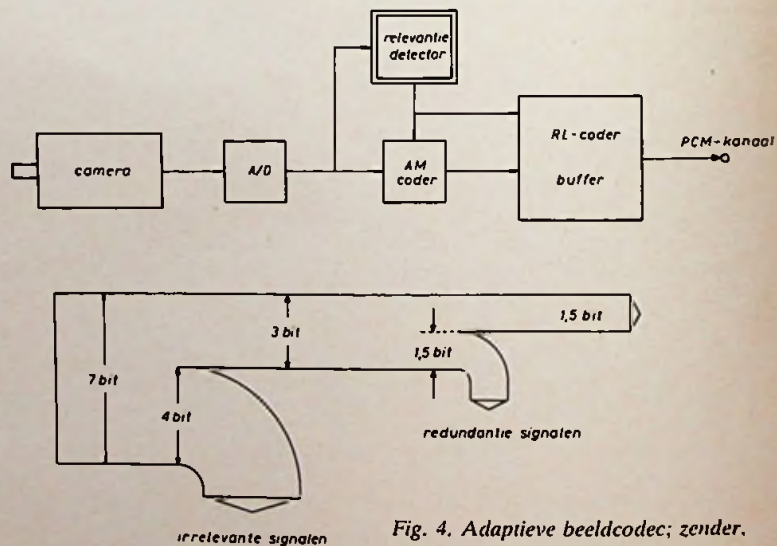 relevantie
detector
camera
A/D
AM
coder
RL-coder
buffer
PCM-kanaal
7 bit
4 bit
3 bit
1,5 bit
1,5 bit
redundantie signalen
irrelevante signalen
Fig. 4. Adaptieve beeldcodec; zender.